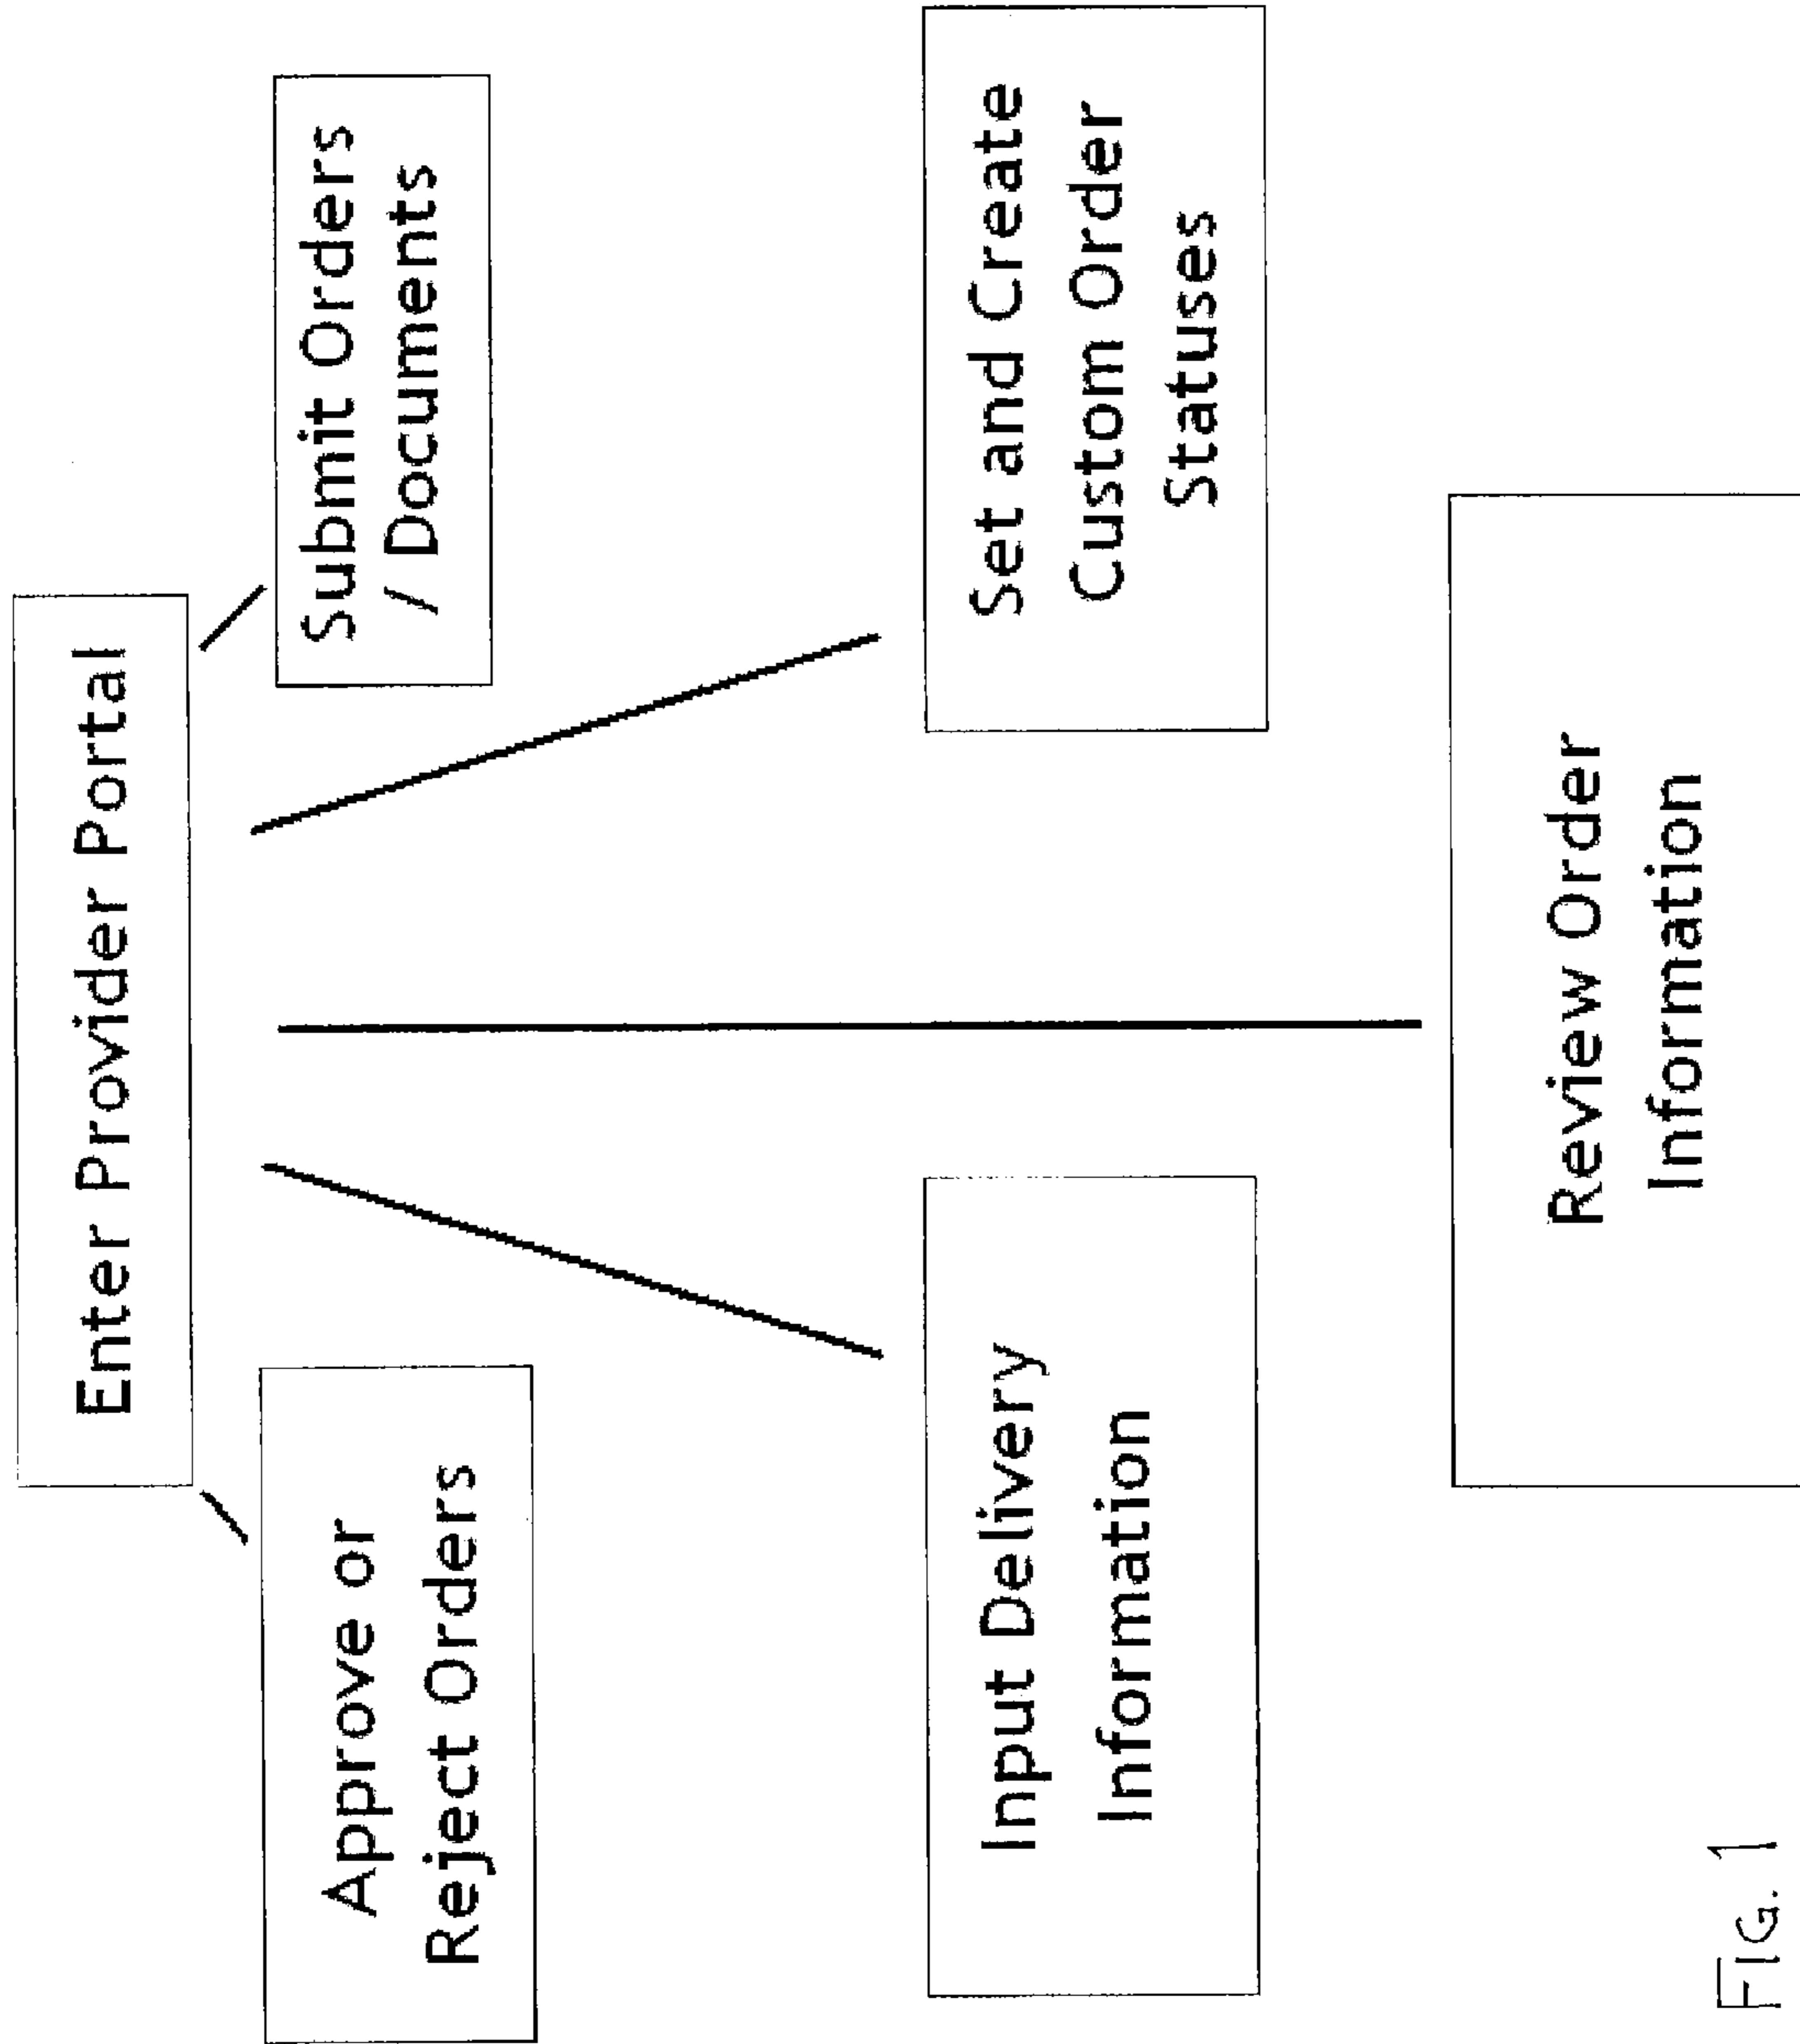 Enter Provider Portal
Approve or
Reject Orders
Submit Orders
/ Documents
Input Delivery
Information
Set and Create
Custom Order
Statuses
Review Order
Information
FIG. 1